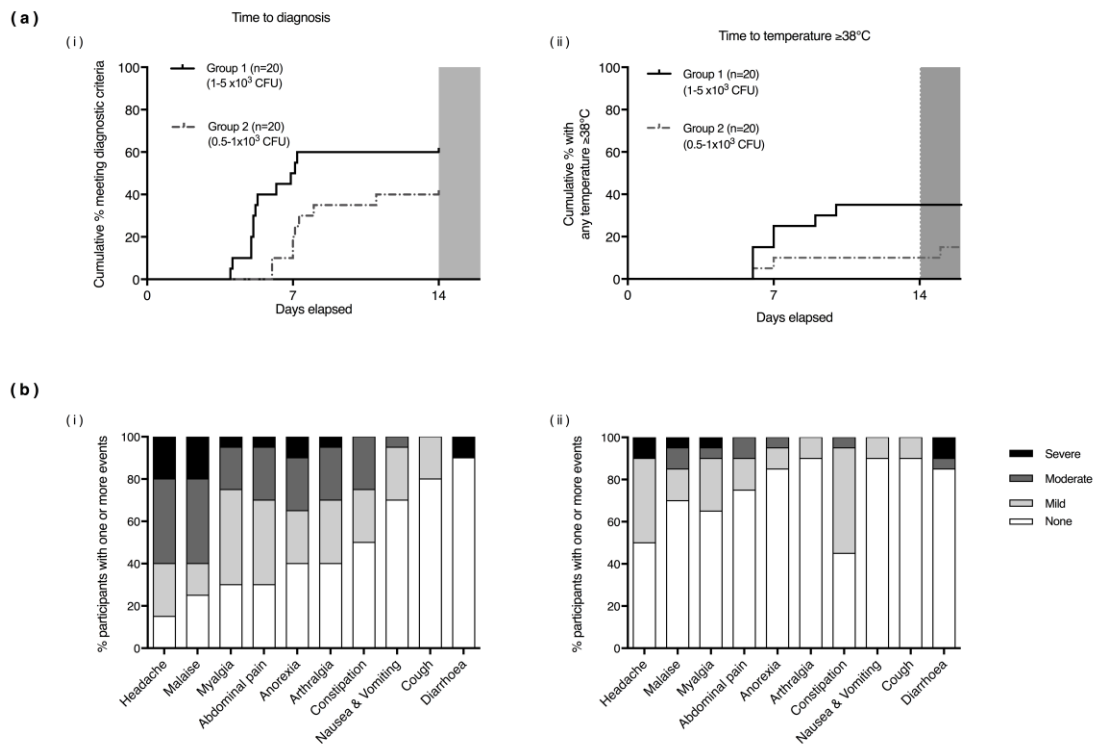 (a)
Time to diagnosis
(i)
Group 1 (n=20)
(1-5 x10³ CFU)
Group 2 (n=20)
(0.5-1x10³ CFU)
Cumulative % meeting diagnostic criteria
100
80
60
40
20
0
0
7
14
Days elapsed
Time to temperature ≥38°C
(ii)
Group 1 (n=20)
(1-5 x10³ CFU)
Group 2 (n=20)
(0.5-1x10³ CFU)
Cumulative % with
any temperature ≥38°C
100
80
60
40
20
0
0
7
14
Days elapsed
(b)
(i)
% participants with one or more events
100
80
60
40
20
0
Headache
Malaise
Myalgia
Abdominal pain
Anorexia
Arthralgia
Constipation
Nausea & Vomiting
Cough
Diarrhoea
(ii)
% participants with one or more events
100
80
60
40
20
0
Headache
Malaise
Myalgia
Abdominal pain
Anorexia
Arthralgia
Constipation
Nausea & Vomiting
Cough
Diarrhoea
Severe
Moderate
Mild
None